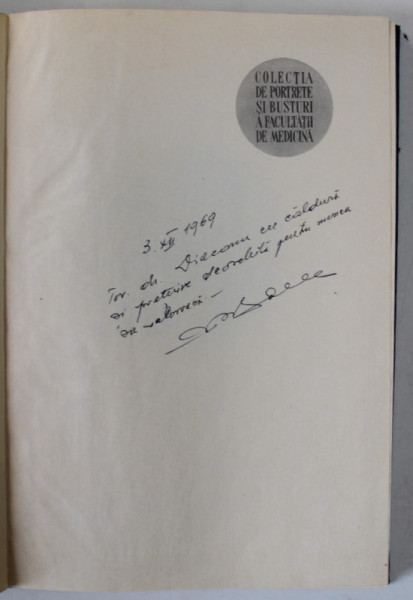 COLECȚIA
DE PORTRETE
ȘI BUSTURI
A FACULTĂȚII
DE MEDICINĂ
3.XII 1969
Tov. dr. Diaconu cu căldură
și prețuire deosebită pentru munca
sa valoroasă. —